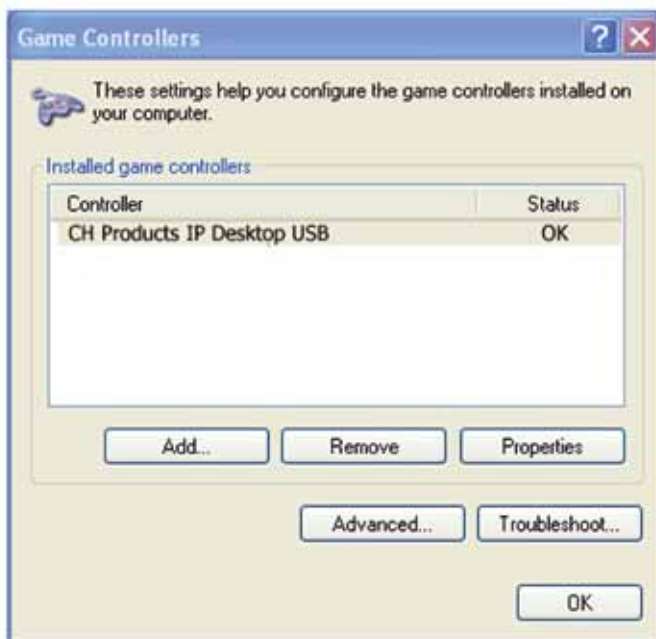 Game Controllers
These settings help you configure the game controllers installed on
your computer.
Installed game controllers
Controller Status
CH Products IP Desktop USB OK
Add... Remove Properties
Advanced... Troubleshoot...
OK